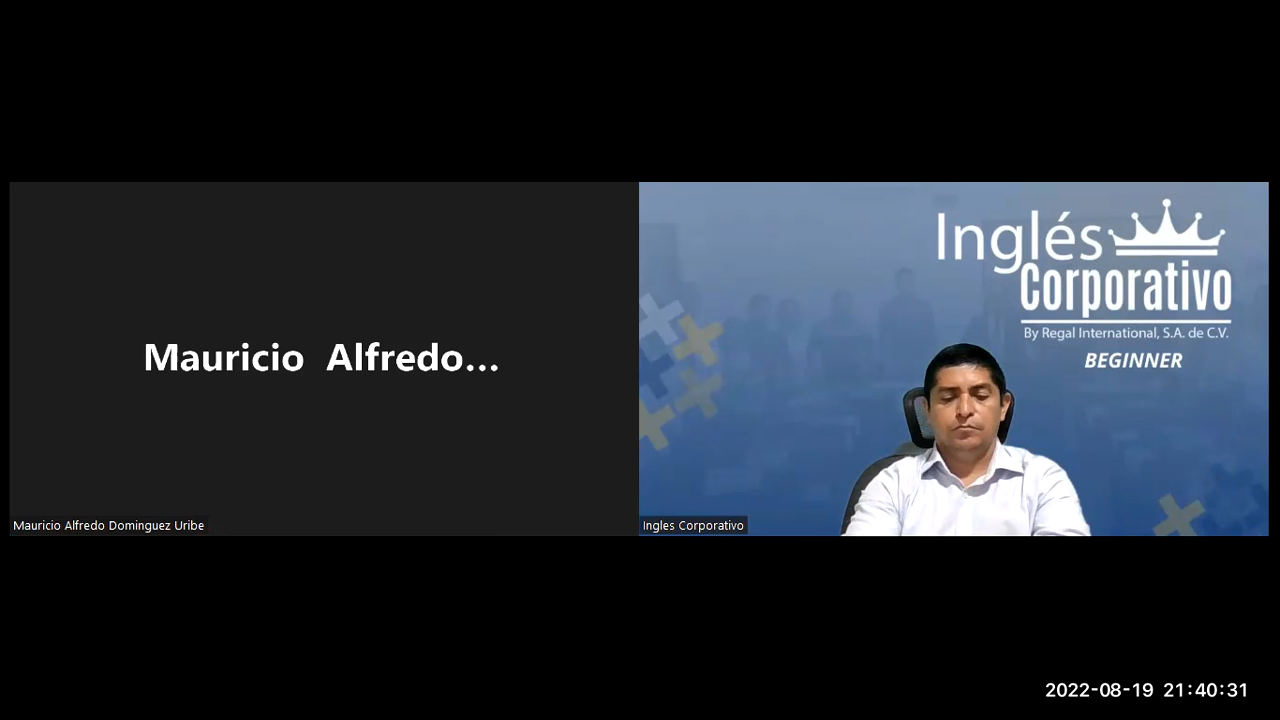 Mauricio Alfredo...
Mauricio Alfredo Dominguez Uribe
Inglés
Corporativo
By Regal International, S.A. de C.V.
BEGINNER
Ingles Corporativo
2022-08-19 21:40:31